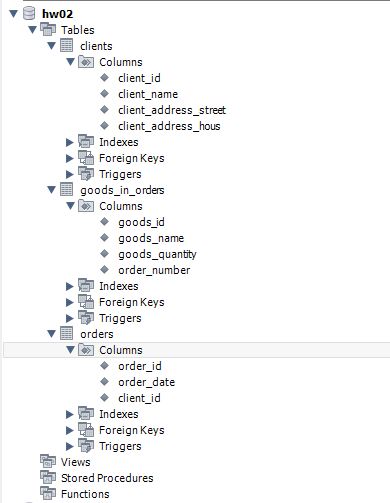 hw02
Tables
clients
Columns
client_id
client_name
client_address_street
client_address_hous
Indexes
Foreign Keys
Triggers
goods_in_orders
Columns
goods_id
goods_name
goods_quantity
order_number
Indexes
Foreign Keys
Triggers
orders
Columns
order_id
order_date
client_id
Indexes
Foreign Keys
Triggers
Views
Stored Procedures
Functions